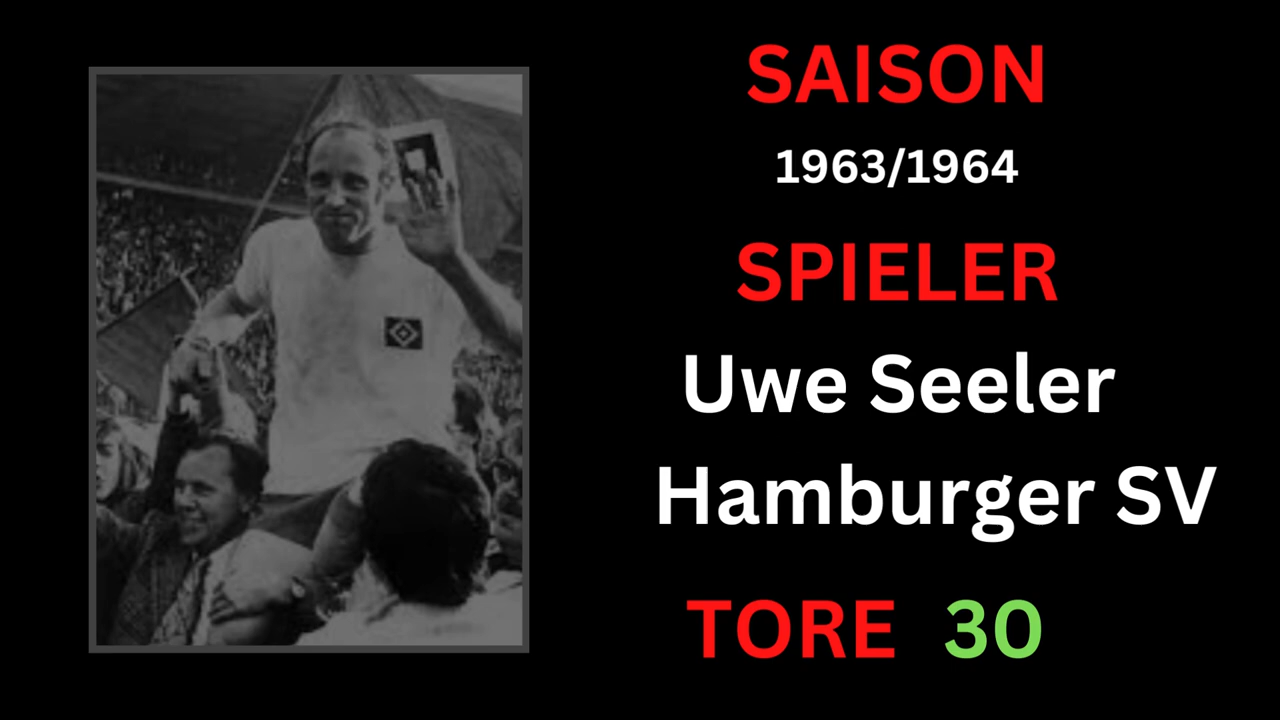 SAISON
1963/1964
SPIELER
Uwe Seeler
Hamburger SV
TORE 30